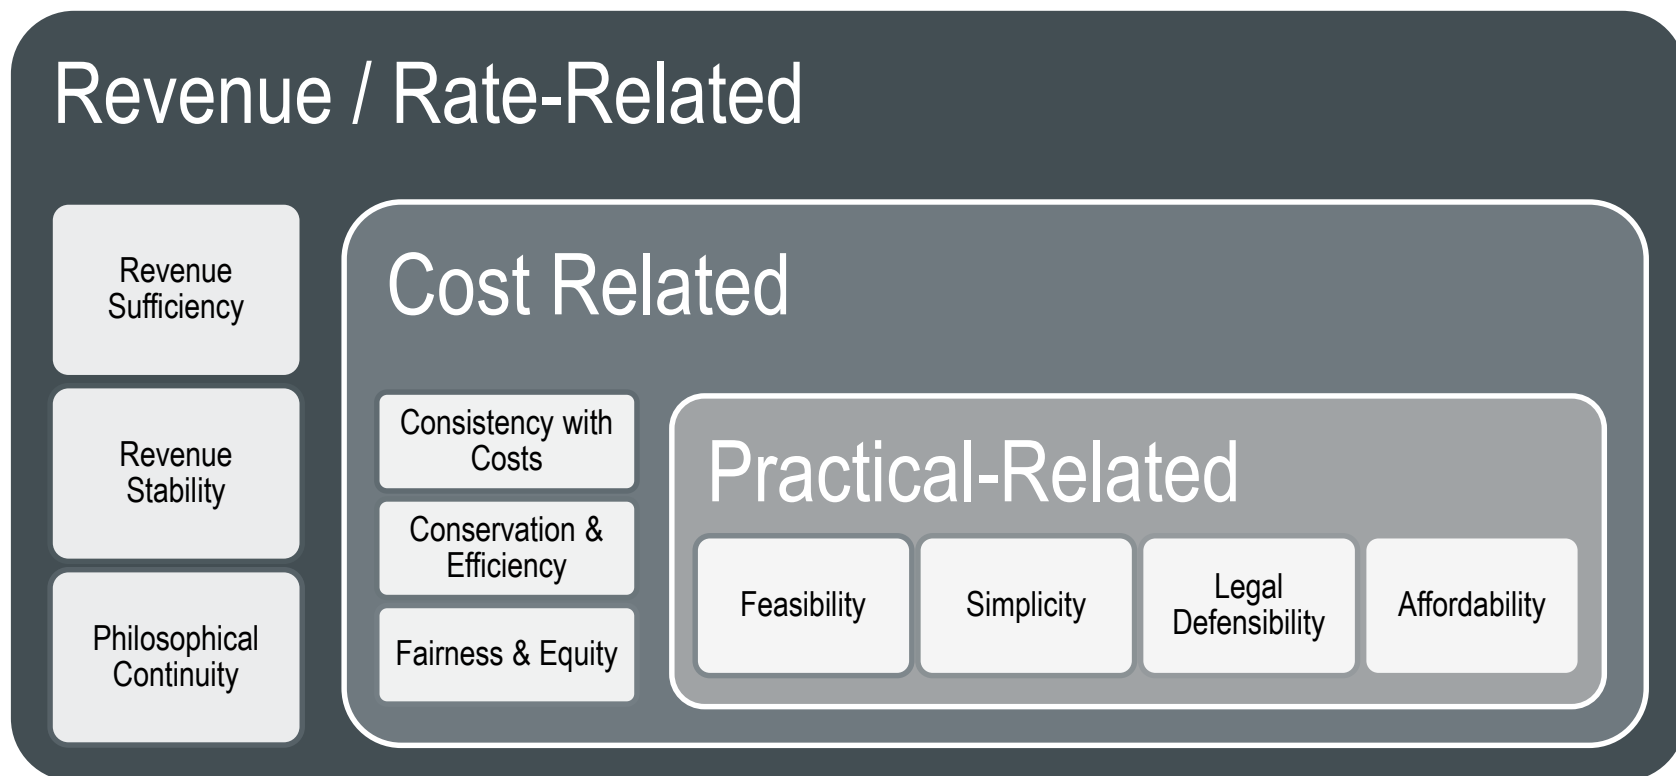 Revenue / Rate-Related
Revenue
Sufficiency
Revenue
Stability
Philosophical
Continuity
Cost Related
Consistency with
Costs
Conservation &
Efficiency
Fairness & Equity
Practical-Related
Feasibility
Simplicity
Legal
Defensibility
Affordability